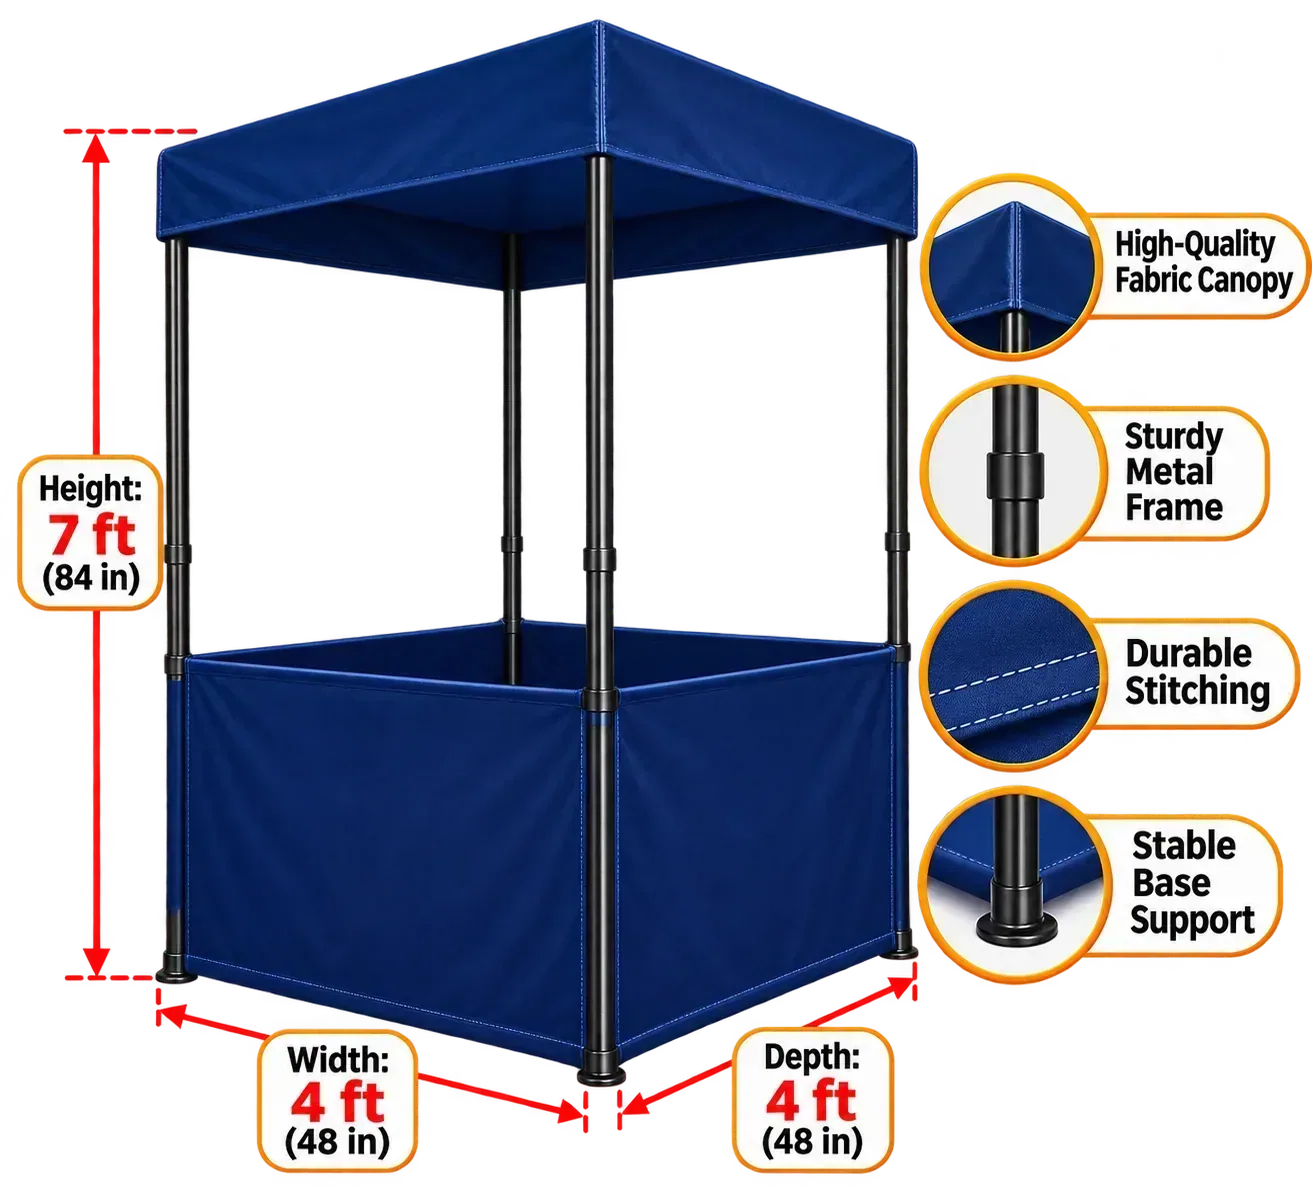 High-Quality
Fabric Canopy
Sturdy
Metal
Frame
Height:
7 ft
(84 in)
Durable
Stitching
Stable
Base
Support
Width:
4 ft
(48 in)
Depth:
4 ft
(48 in)